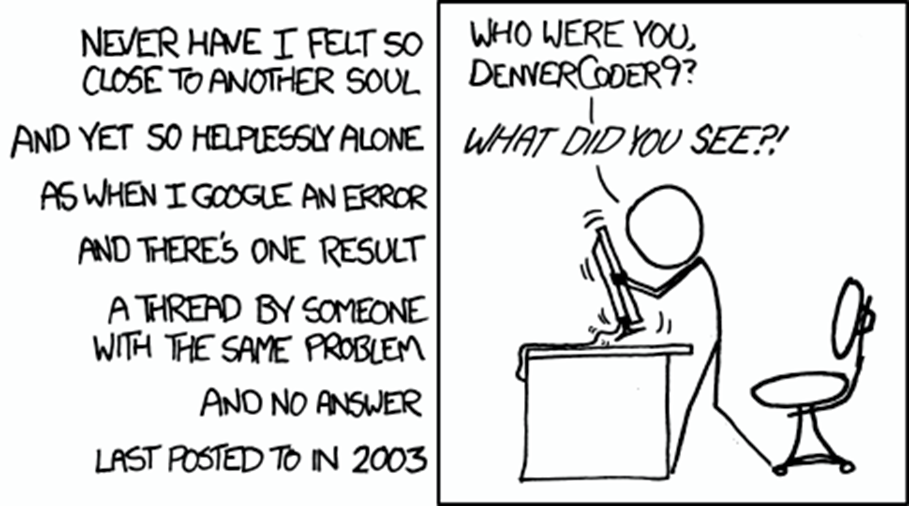 NEVER HAVE I FELT SO
CLOSE TO ANOTHER SOUL
AND YET SO HELPLESSLY ALONE
AS WHEN I GOOGLE AN ERROR
AND THERE'S ONE RESULT
A THREAD BY SOMEONE
WITH THE SAME PROBLEM
AND NO ANSWER
LAST POSTED TO IN 2003
WHO WERE YOU,
DENVERCODER9?
WHAT DID YOU SEE?!